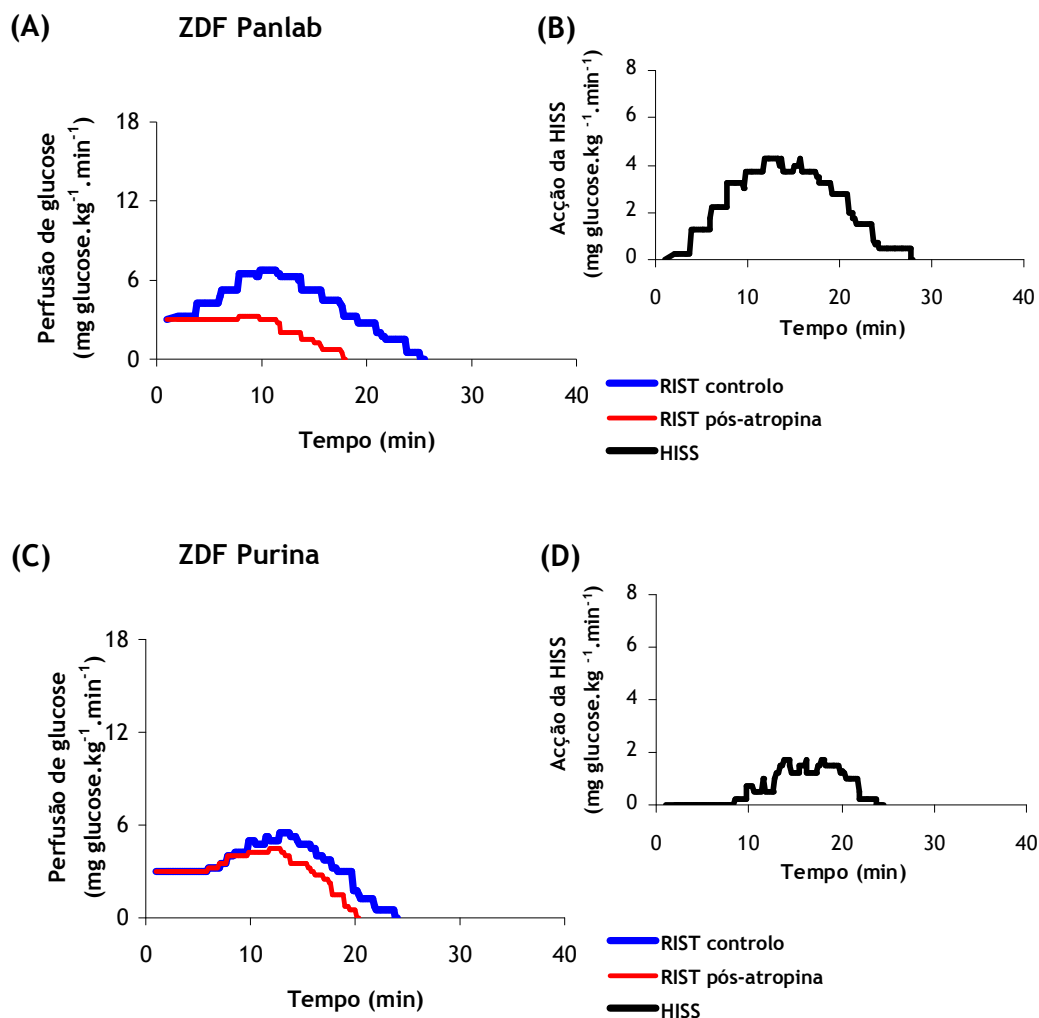 (A)
ZDF Panlab
Perfusão de glucose
(mg glucose.kg⁻¹.min⁻¹)
18
12
6
0
0 10 20 30 40
Tempo (min)
(B)
Acção da HISS
(mg glucose.kg ⁻¹.min⁻¹)
8
6
4
2
0
0 10 20 30 40
Tempo (min)
RIST controlo
RIST pós-atropina
HISS
(C)
ZDF Purina
Perfusão de glucose
(mg glucose.kg⁻¹.min⁻¹)
18
12
6
0
0 10 20 30 40
Tempo (min)
(D)
Acção da HISS
(mg glucose.kg ⁻¹.min⁻¹)
8
6
4
2
0
0 10 20 30 40
Tempo (min)
RIST controlo
RIST pós-atropina
HISS